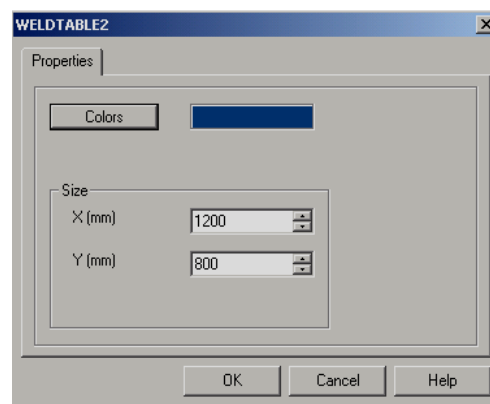 WELDTABLE2
Properties
Colors
Size
X (mm) 1200
Y (mm) 800
OK Cancel Help